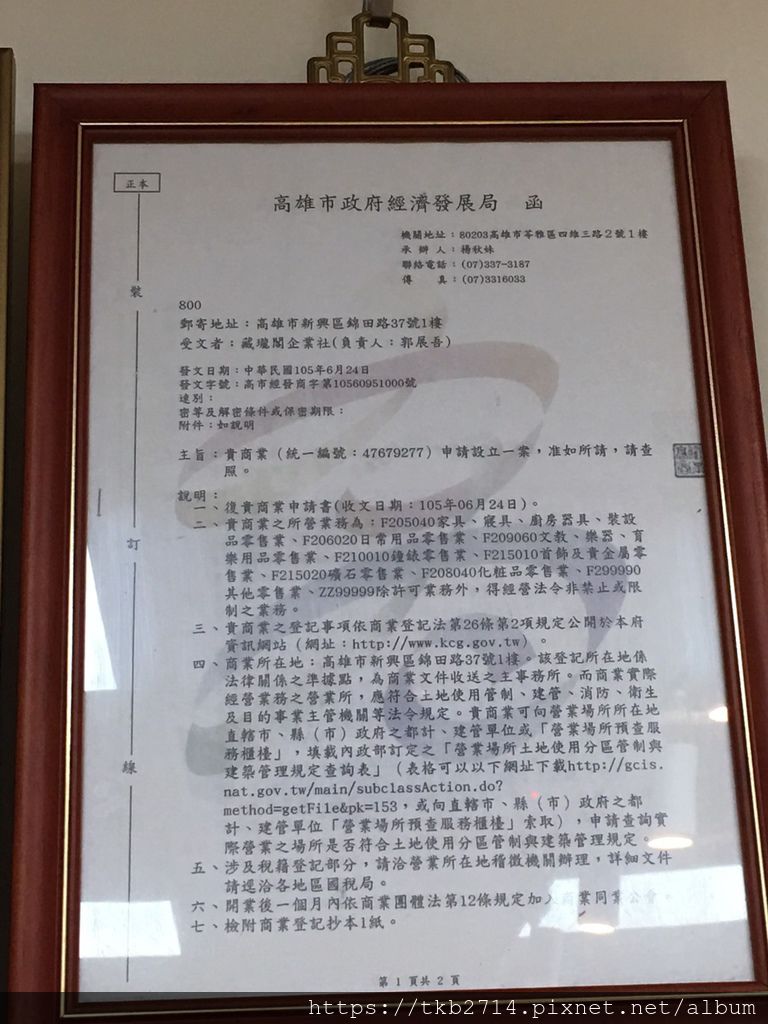 正本
高雄市政府經濟發展局　函
機關地址：80203高雄市苓雅區四維三路２號１樓
承 辦 人：楊秋妹
聯絡電話：(07)337-3187
傳　　真：(07)3316033
800
郵寄地址：高雄市新興區錦田路37號1樓
受文者：藏瓏閣企業社(負責人：郭展吾)
發文日期：中華民國105年6月24日
發文字號：高市經發商字第10560951000號
速別：
密等及解密條件或保密期限：
附件：如說明
主旨：貴商業（統一編號：47679277）申請設立一案，准如所請，請查
照。
說明：
一、復貴商業申請書(收文日期：105年06月24日)。
二、貴商業之所營業務為：F205040家具、寢具、廚房器具、裝設
品零售業、F206020日常用品零售業、F209060文教、樂器、育
樂用品零售業、F210010鐘錶零售業、F215010首飾及貴金屬零
售業、F215020礦石零售業、F208040化粧品零售業、F299990
其他零售業、ZZ99999除許可業務外，得經營法令非禁止或限
制之業務。
三、貴商業之登記事項依商業登記法第26條第2項規定公開於本府
資訊網站（網址：http://www.kcg.gov.tw）。
四、商業所在地：高雄市新興區錦田路37號1樓。該登記所在地係
法律關係之準據點，為商業文件收送之主事務所。而商業實際
經營業務之營業所，應符合土地使用管制、建管、消防、衛生
及目的事業主管機關等法令規定。貴商業可向營業場所所在地
直轄市、縣（市）政府之都計、建管單位或「營業場所預查服
務櫃檯」，填載內政部訂定之「營業場所土地使用分區管制與
建築管理規定查詢表」（表格可以以下網址下載http://gcis.
nat.gov.tw/main/subclassAction.do?
method=getFile&pk=153，或向直轄市、縣（市）政府之都
計、建管單位「營業場所預查服務櫃檯」索取），申請查詢實
際營業之場所是否符合土地使用分區管制與建築管理規定。
五、涉及稅籍登記部分，請洽營業所在地稽徵機關辦理，詳細文件
請逕洽各地區國稅局。
六、開業後一個月內依商業團體法第12條規定加入商業同業公會。
七、檢附商業登記抄本1紙。
裝
訂
線
第 1 頁共 2 頁
https://tkb2714.pixnet.net/album